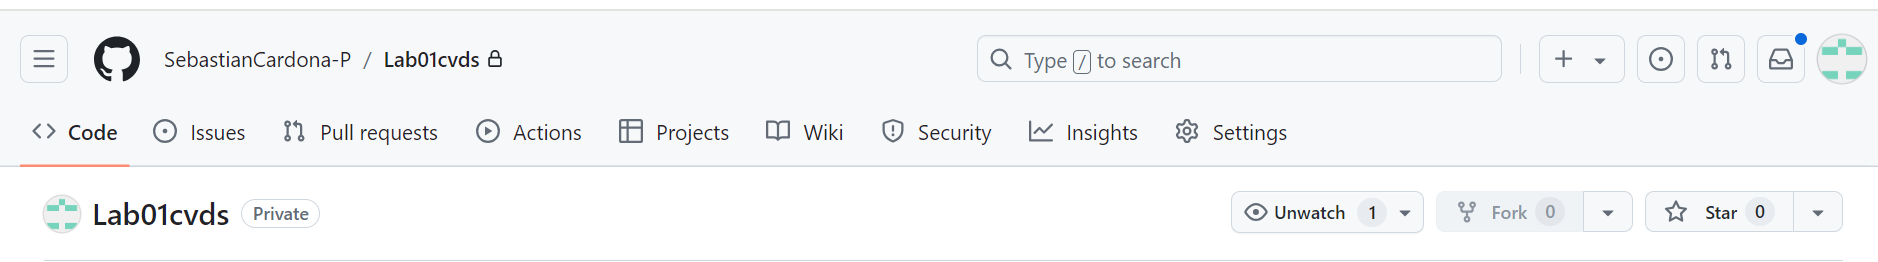 SebastianCardona-P / Lab01cvds Type / to search
Code Issues Pull requests Actions Projects Wiki Security Insights Settings
Lab01cvds Private Unwatch 1 Fork 0 Star 0